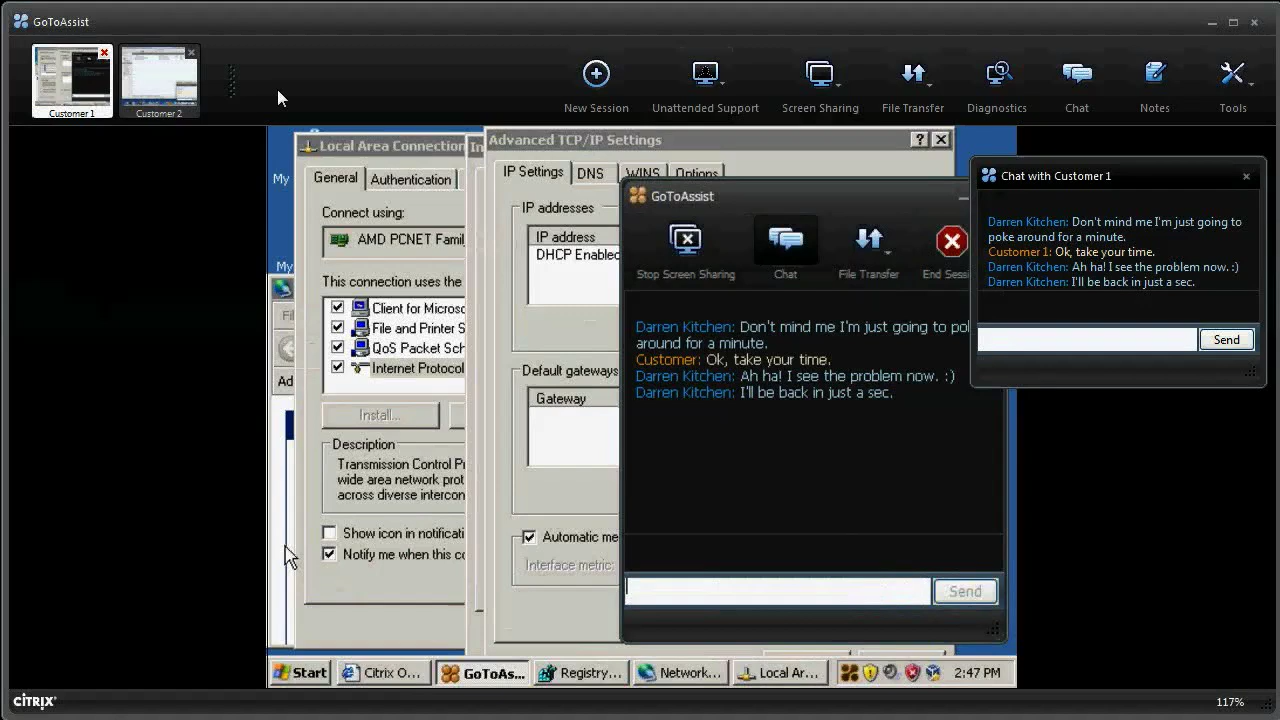 GoToAssist
Customer 1
Customer 2
New Session
Unattended Support
Screen Sharing
File Transfer
Diagnostics
Chat
Notes
Tools
My
My
Local Area Connection
General
Authentication
Connect using:
AMD PCNET Famil
This connection uses the
Client for Microso
File and Printer S
QoS Packet Sch
Internet Protocol
Install...
Description
Transmission Control Pr
wide area network prot
across diverse intercon
Show icon in notificati
Notify me when this co
Fil
Ad
In
Advanced TCP/IP Settings
IP Settings
DNS
WINS
Options
IP addresses
IP address
DHCP Enabled
Default gateways
Gateway
Automatic me
Interface metric:
GoToAssist
Stop Screen Sharing
Chat
File Transfer
End Sess
Darren Kitchen: Don't mind me I'm just going to pok
around for a minute.
Customer: Ok, take your time.
Darren Kitchen: Ah ha! I see the problem now. :)
Darren Kitchen: I'll be back in just a sec.
Send
Chat with Customer 1
Darren Kitchen: Don't mind me I'm just going to
poke around for a minute.
Customer 1: Ok, take your time.
Darren Kitchen: Ah ha! I see the problem now. :)
Darren Kitchen: I'll be back in just a sec.
Send
Start
Citrix O...
GoToAs...
Registry...
Network...
Local Ar...
2:47 PM
CITRIX
117%